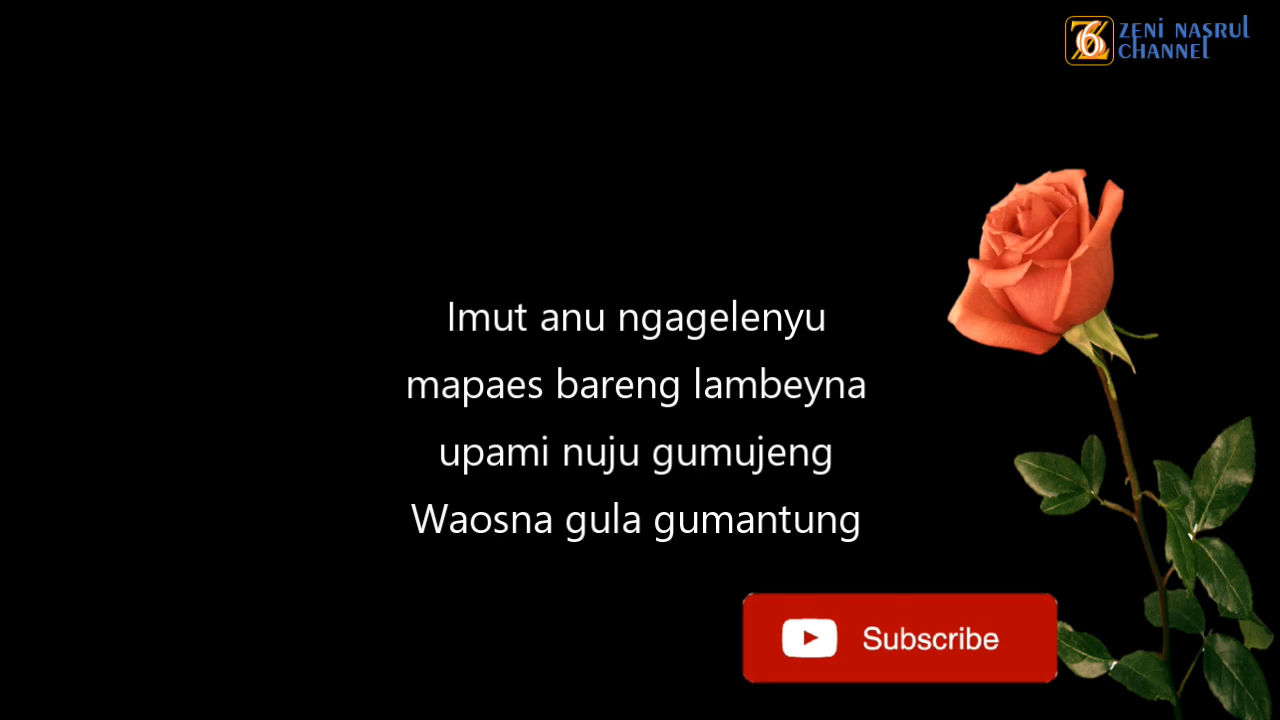 ZENI NASRUL
CHANNEL
Imut anu ngagelenyu
mapaes bareng lambeyna
upami nuju gumujeng
Waosna gula gumantung
Subscribe